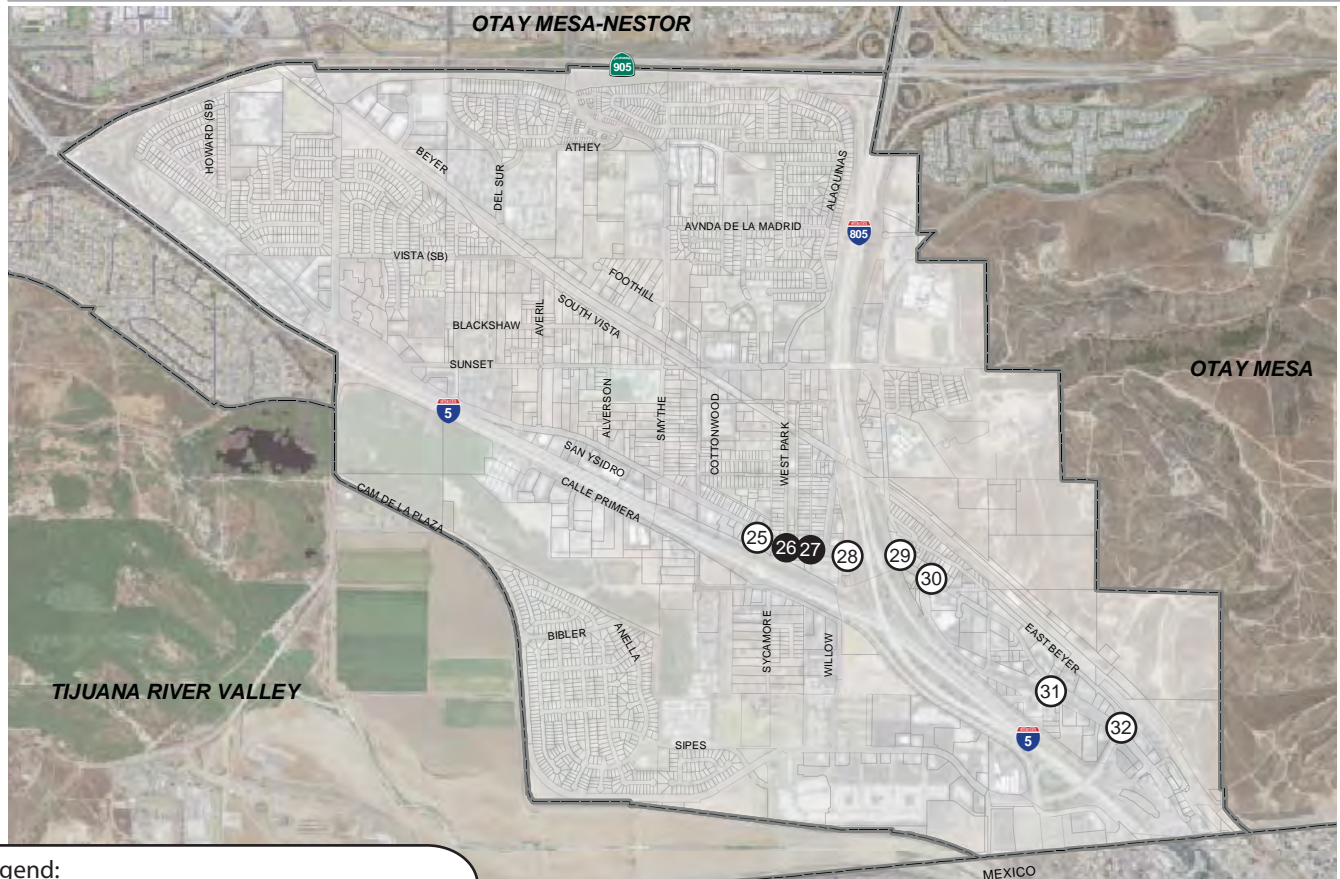 OTAY MESA-NESTOR
905
HOWARD (SB)
BEYER
DEL SUR
ATHEY
ALAQUINAS
AVNDA DE LA MADRID
805
VISTA (SB)
FOOTHILL
SOUTH VISTA
AVERIL
BLACKSHAW
SUNSET
OTAY MESA
5
ALVERSON
SMYTHE
COTTONWOOD
WEST PARK
SAN YSIDRO
CALLE PRIMERA
CAM DE LA PLAZA
25
26
27
28
29
30
BIBLER
ANELLA
SYCAMORE
WILLOW
EAST BEYER
TIJUANA RIVER VALLEY
31
32
5
SIPES
MEXICO
gend: